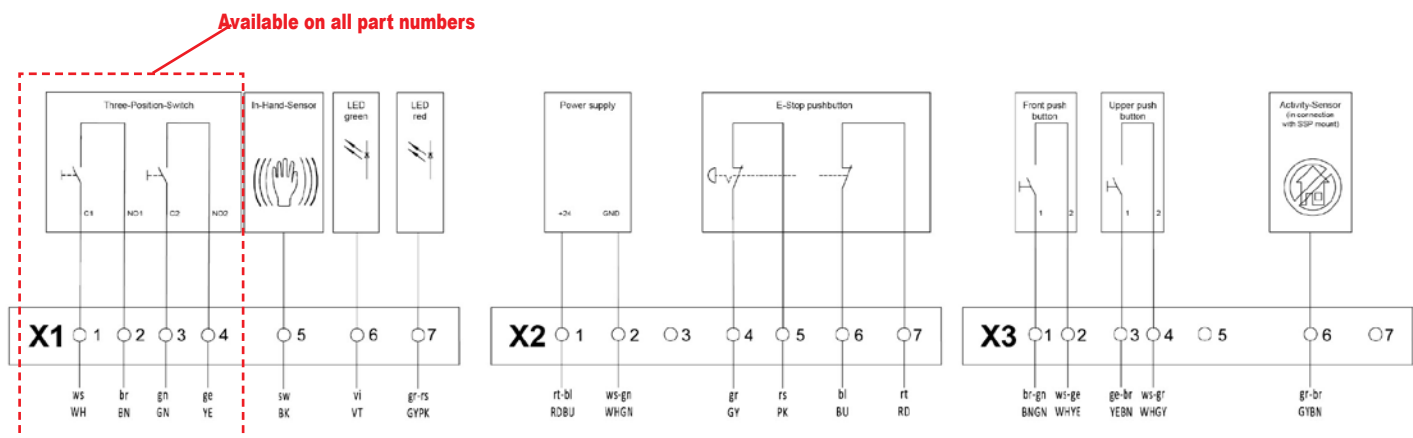 Available on all part numbers
Three-Position-Switch
C1 NO1 C2 NO2
In-Hand-Sensor
LED
green
LED
red
Power supply
+24 GND
E-Stop pushbutton
Front push
button
1 2
Upper push
button
1 2
Activity-Sensor
(in connection
with SSP mount)
X1 1 2 3 4 5 6 7
ws br gn ge sw vi gr-rs
WH BN GN YE BK VT GYPK
X2 1 2 3 4 5 6 7
rt-bl ws-gn gr rs bl rt
RDBU WHGN GY PK BU RD
X3 1 2 3 4 5 6 7
br-gn ws-ge ge-br ws-gr gr-br
BNGN WHYE YEBN WHGY GYBN